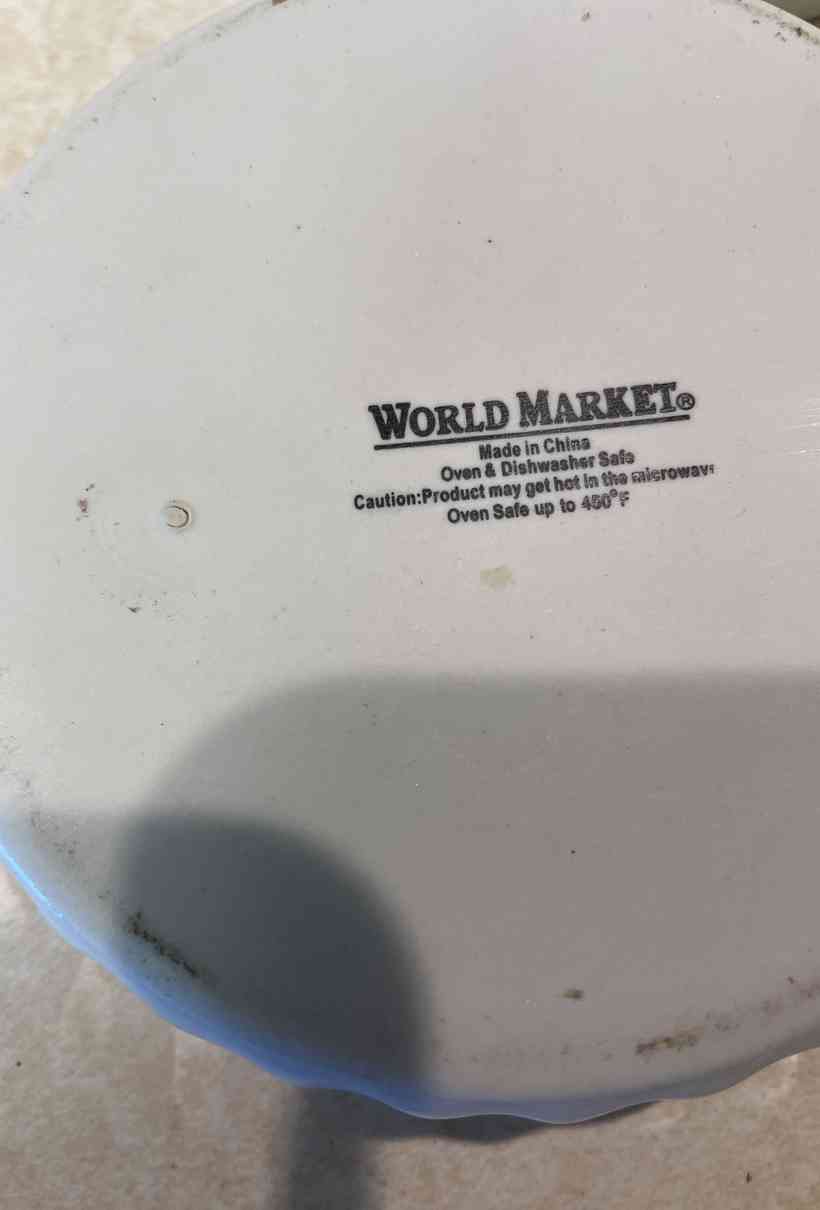 WORLD MARKET®
Made in China
Oven & Dishwasher Safe
Caution:Product may get hot in the microwave
Oven Safe up to 450°F